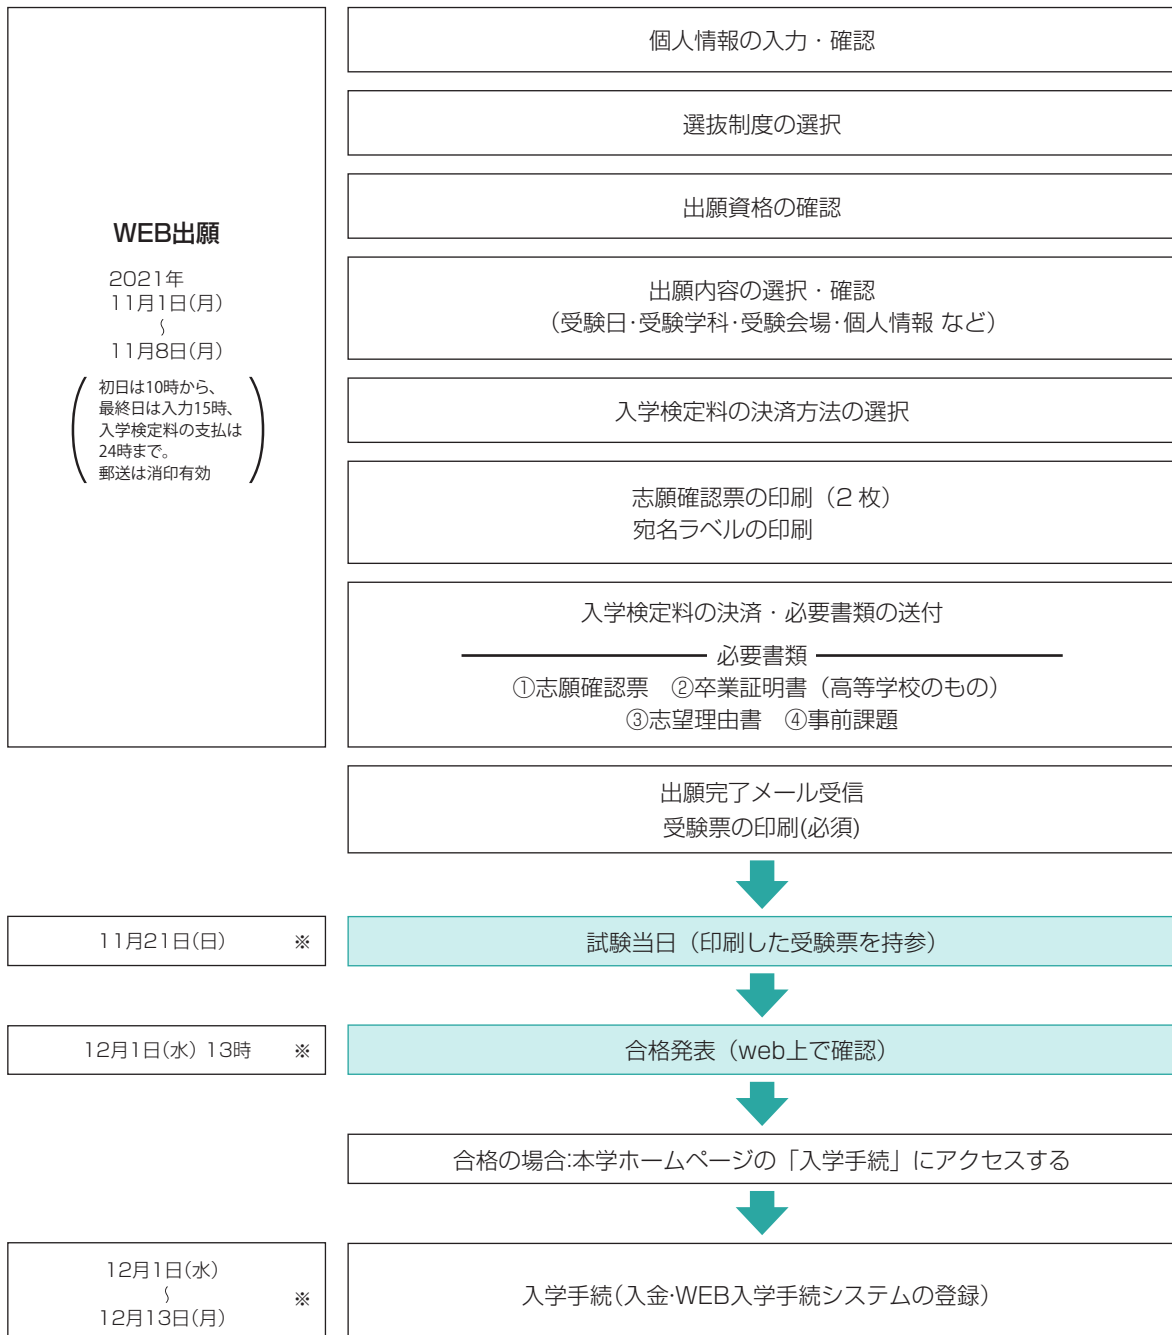 WEB出願
2021年
11月1日(月)
〜
11月8日(月)
初日は10時から、
最終日は入力15時、
入学検定料の支払は
24時まで。
郵送は消印有効
個人情報の入力・確認
選抜制度の選択
出願資格の確認
出願内容の選択・確認
（受験日・受験学科・受験会場・個人情報 など）
入学検定料の決済方法の選択
志願確認票の印刷（2 枚）
宛名ラベルの印刷
入学検定料の決済・必要書類の送付
必要書類
①志願確認票　②卒業証明書（高等学校のもの）
③志望理由書　④事前課題
出願完了メール受信
受験票の印刷(必須)
11月21日(日)　※
試験当日（印刷した受験票を持参）
12月1日(水) 13時　※
合格発表（web上で確認）
合格の場合:本学ホームページの「入学手続」にアクセスする
12月1日(水)
〜
※
12月13日(月)
入学手続(入金・WEB入学手続システムの登録)